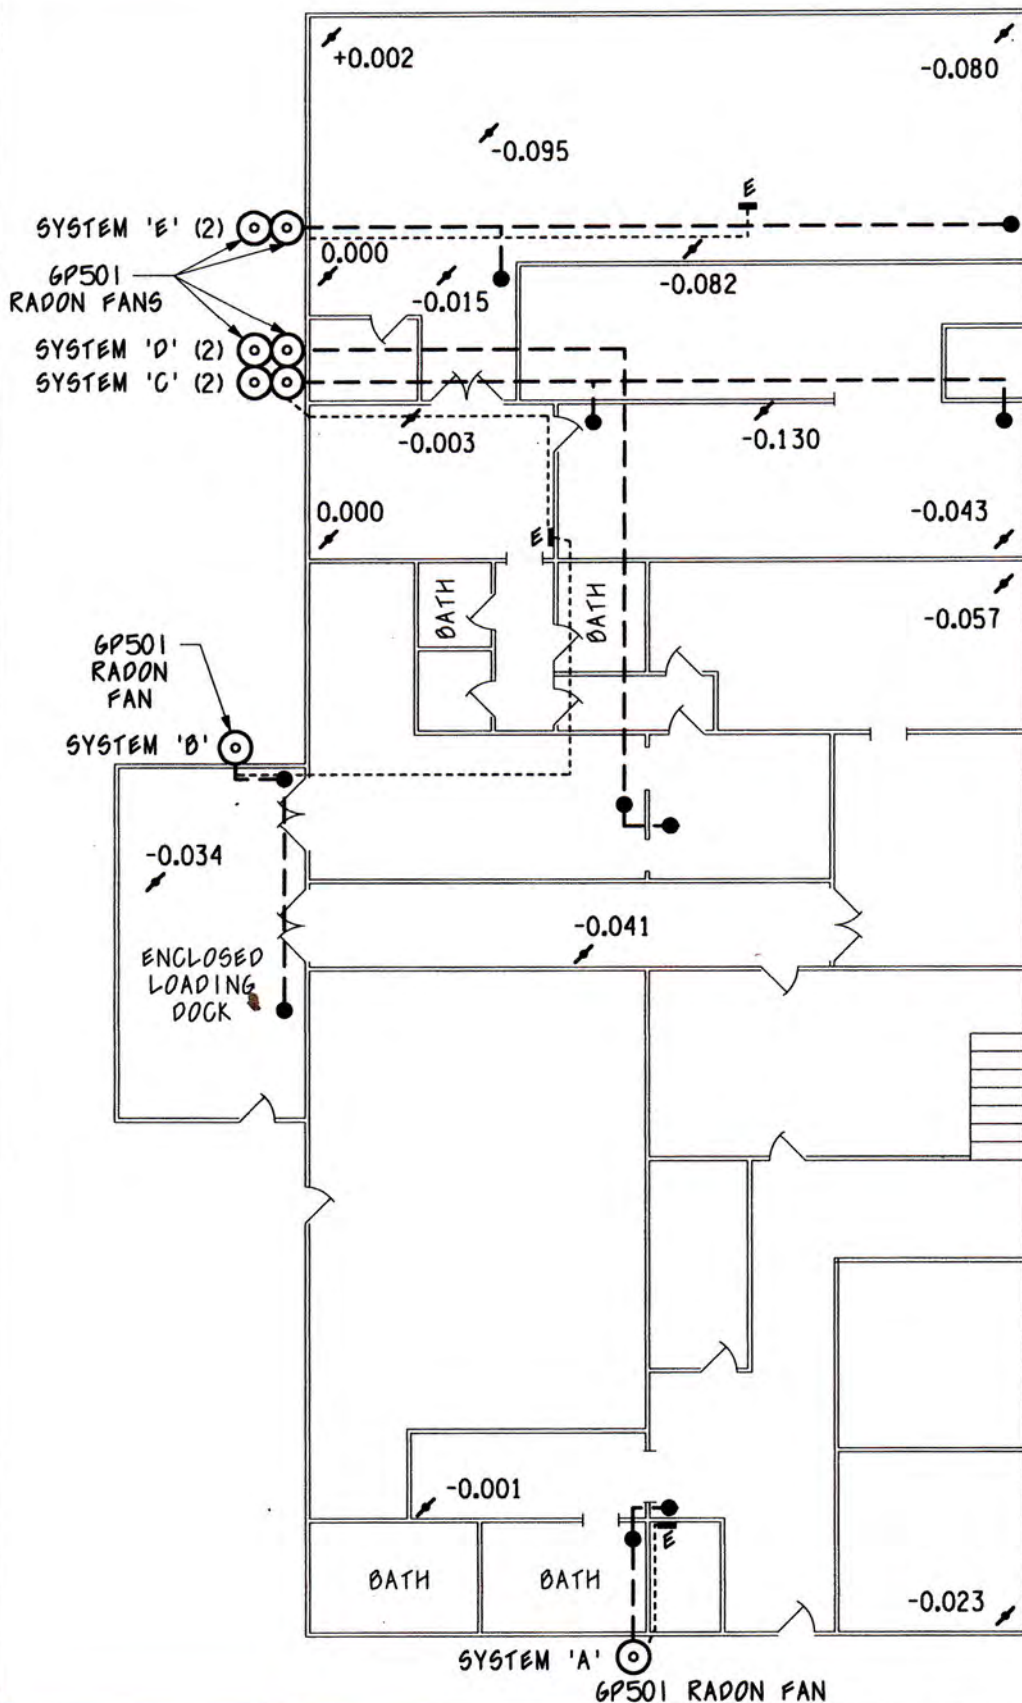 +0.002
-0.080
-0.095
E
SYSTEM 'E' (2)
0.000
GP501
RADON FANS
-0.015
-0.082
SYSTEM 'D' (2)
SYSTEM 'C' (2)
-0.003
-0.130
0.000
-0.043
E
BATH
BATH
-0.057
GP501
RADON
FAN
SYSTEM 'B'
-0.034
-0.041
ENCLOSED
LOADING
DOCK
-0.001
E
BATH
BATH
-0.023
SYSTEM 'A'
GP501 RADON FAN